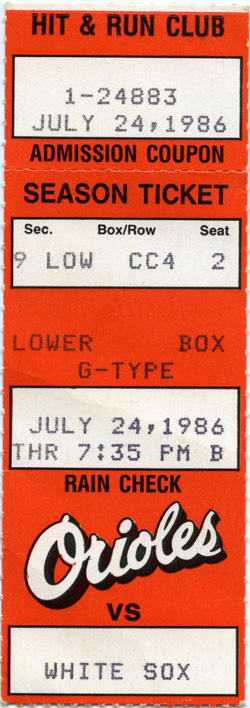 HIT & RUN CLUB
1-24883
JULY 24,1986
ADMISSION COUPON
SEASON TICKET
Sec. Box/Row Seat
9 LOW CC4 2
LOWER BOX
G-TYPE
JULY 24,1986
THR 7:35 PM B
RAIN CHECK
Orioles
VS
WHITE SOX